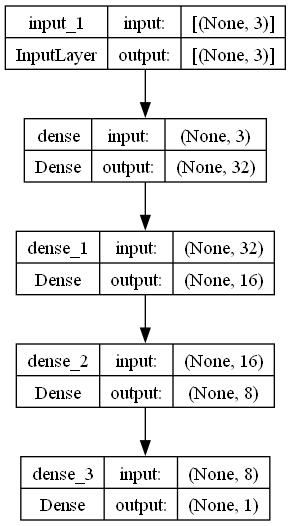 input_1 input: [(None, 3)]
InputLayer output: [(None, 3)]
dense input: (None, 3)
Dense output: (None, 32)
dense_1 input: (None, 32)
Dense output: (None, 16)
dense_2 input: (None, 16)
Dense output: (None, 8)
dense_3 input: (None, 8)
Dense output: (None, 1)